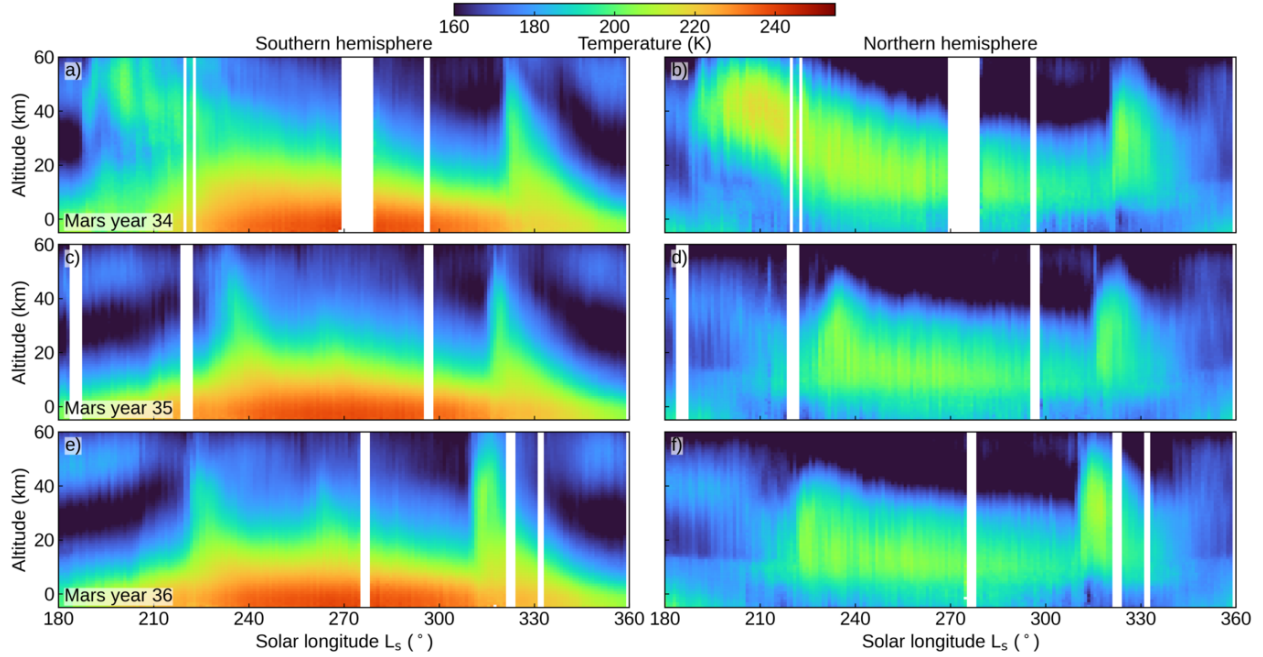 160 180 200 220 240
Southern hemisphere Temperature (K) Northern hemisphere
60 a) b)
Altitude (km)
40
20
0 Mars year 34
60 c) d)
Altitude (km)
40
20
0 Mars year 35
60 e) f)
Altitude (km)
40
20
0 Mars year 36
180 210 240 270 300 330 360 180 210 240 270 300 330 360
Solar longitude Lₛ (°) Solar longitude Lₛ (°)